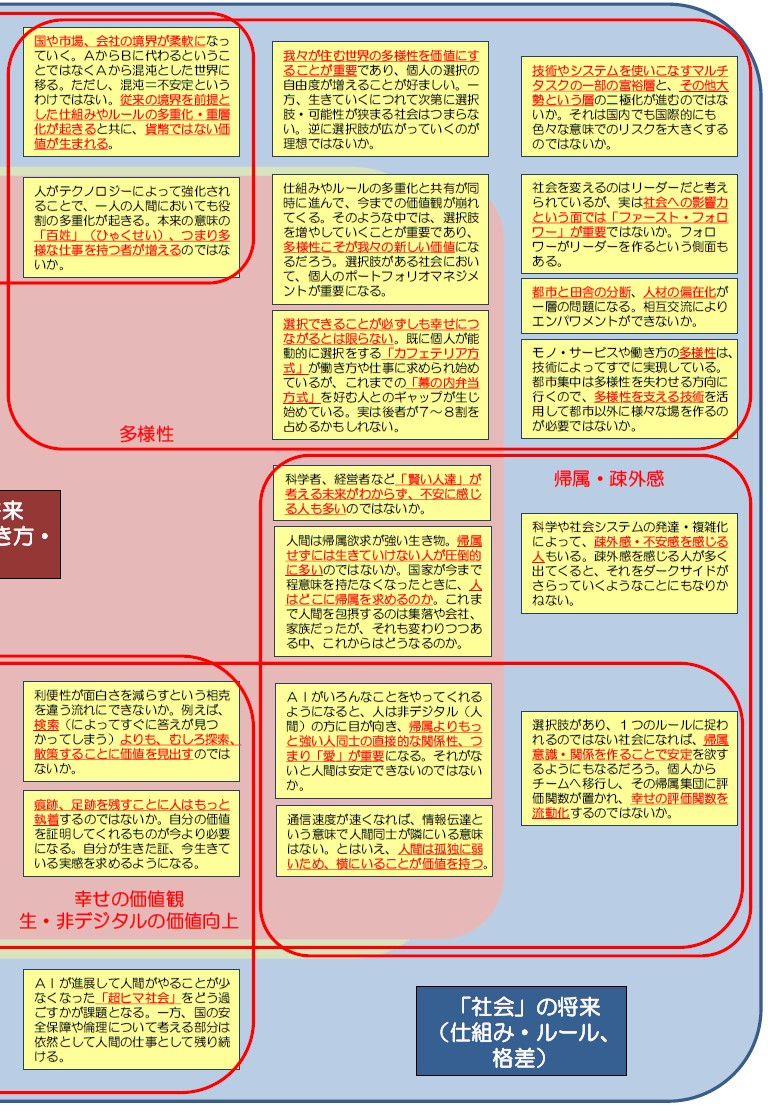 国や市場、会社の境界が柔軟になっ
ていく。ＡからＢに代わるというこ
とではなくＡから混沌とした世界に
移る。ただし、混沌＝不安定という
わけではない。従来の境界を前提と
した仕組みやルールの多重化・重層
化が起きると共に、貨幣ではない価
値が生まれる。
人がテクノロジーによって強化され
ることで、一人の人間においても役
割の多重化が起きる。本来の意味の
「百姓」（ひゃくせい）、つまり多
様な仕事を持つ者が増えるのではな
いか。
我々が住む世界の多様性を価値にす
ることが重要であり、個人の選択の
自由度が増えることが好ましい。一
方、生きていくにつれて次第に選択
肢・可能性が狭まる社会はつまらな
い。逆に選択肢が広がっていくのが
理想ではないか。
仕組みやルールの多重化と共有が同
時に進んで、今までの価値観が崩れ
てくる。そのような中では、選択肢
を増やしていくことが重要であり、
多様性こそが我々の新しい価値にな
るだろう。選択肢がある社会におい
て、個人のポートフォリオマネジメ
ントが重要になる。
選択できることが必ずしも幸せにつ
ながるとは限らない。既に個人が能
動的に選択をする「カフェテリア方
式」が働き方や仕事に求められ始め
ているが、これまでの「幕の内弁当
方式」を好む人とのギャップが生じ
始めている。実は後者が７～８割を
占めるかもしれない。
技術やシステムを使いこなすマルチ
タスクの一部の富裕層と、その他大
勢という層の二極化が進むのではな
いか。それは国内でも国際的にも
色々な意味でのリスクを大きくする
のではないか。
社会を変えるのはリーダーだと考え
られているが、実は社会への影響力
という面では「ファースト・フォロ
ワー」が重要ではないか。フォロ
ワーがリーダーを作るという側面も
ある。
都市と田舎の分断、人材の偏在化が
一層の問題になる。相互交流により
エンパワメントができないか。
モノ・サービスや働き方の多様性は、
技術によってすでに実現している。
都市集中は多様性を失わせる方向に
行くので、多様性を支える技術を活
用して都市以外に様々な場を作るの
が必要ではないか。
多様性
来
き方・
科学者、経営者など「賢い人達」が
考える未来がわからず、不安に感じ
る人も多いのではないか。
人間は帰属欲求が強い生き物。帰属
せずには生きていけない人が圧倒的
に多いのではないか。国家が今まで
程意味を持たなくなったときに、人
はどこに帰属を求めるのか。これま
で人間を包摂するのは集落や会社、
家族だったが、それも変わりつつあ
る中、これからはどうなるのか。
帰属・疎外感
科学や社会システムの発達・複雑化
によって、疎外感・不安感を感じる
人もいる。疎外感を感じる人が多く
出てくると、それをダークサイドが
さらっていくようなことにもなりか
ねない。
利便性が面白さを減らすという相克
を違う流れにできないか。例えば、
検索（によってすぐに答えが見つ
かってしまう）よりも、むしろ探索、
散策することに価値を見出すのでは
ないか。
痕跡、足跡を残すことに人はもっと
執着するのではないか。自分の価値
を証明してくれるものが今より必要
になる。自分が生きた証、今生きて
いる実感を求めるようになる。
幸せの価値観
生・非デジタルの価値向上
ＡＩがいろんなことをやってくれる
ようになると、人は非デジタル（人
間）の方に目が向き、帰属よりもっ
と強い人同士の直接的な関係性、つ
まり「愛」が重要になる。それがな
いと人間は安定できないのではない
か。
通信速度が速くなれば、情報伝達と
いう意味で人間同士が隣にいる意味
はない。とはいえ、人間は孤独に弱
いため、横にいることが価値を持つ。
選択肢があり、１つのルールに捉わ
れるのではない社会になれば、帰属
意識・関係を作ることで安定を欲す
るようにもなるだろう。個人から
チームへ移行し、その帰属集団に評
価関数が置かれ、幸せの評価関数を
流動化するのではないか。
ＡＩが進展して人間がやることが少
なくなった「超ヒマ社会」をどう過
ごすかが課題となる。一方、国の安
全保障や倫理について考える部分は
依然として人間の仕事として残り続
ける。
「社会」の将来
（仕組み・ルール、
格差）